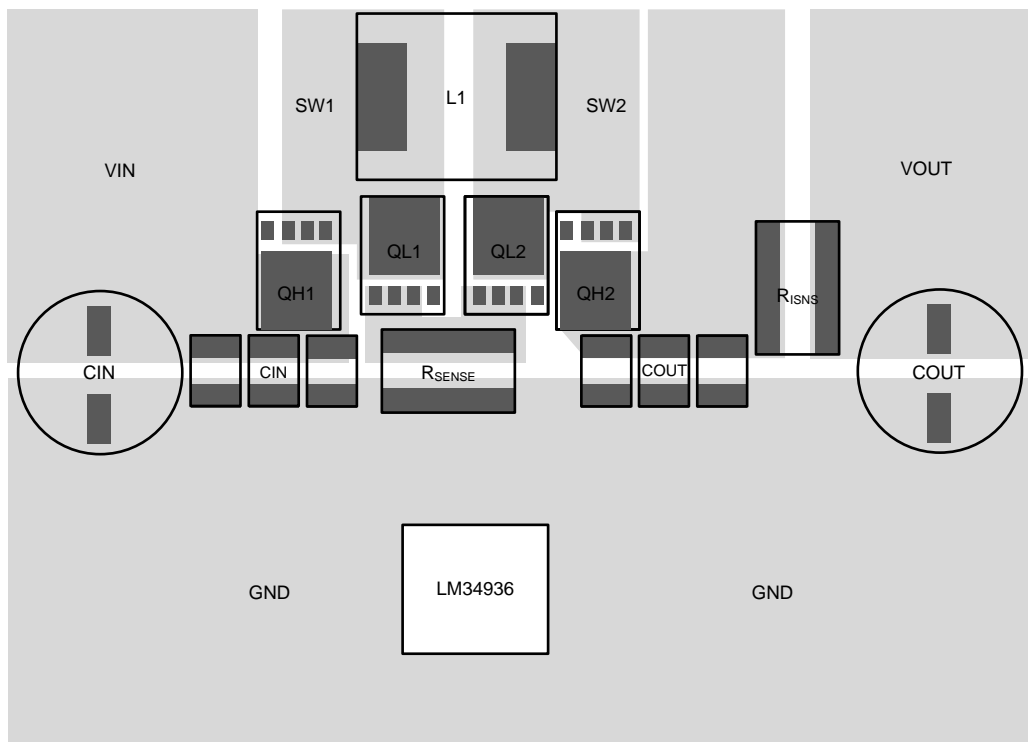 L1
SW1
SW2
VIN
VOUT
QL1
QL2
QH1
QH2
RISNS
CIN
CIN
RSENSE
COUT
COUT
LM34936
GND
GND